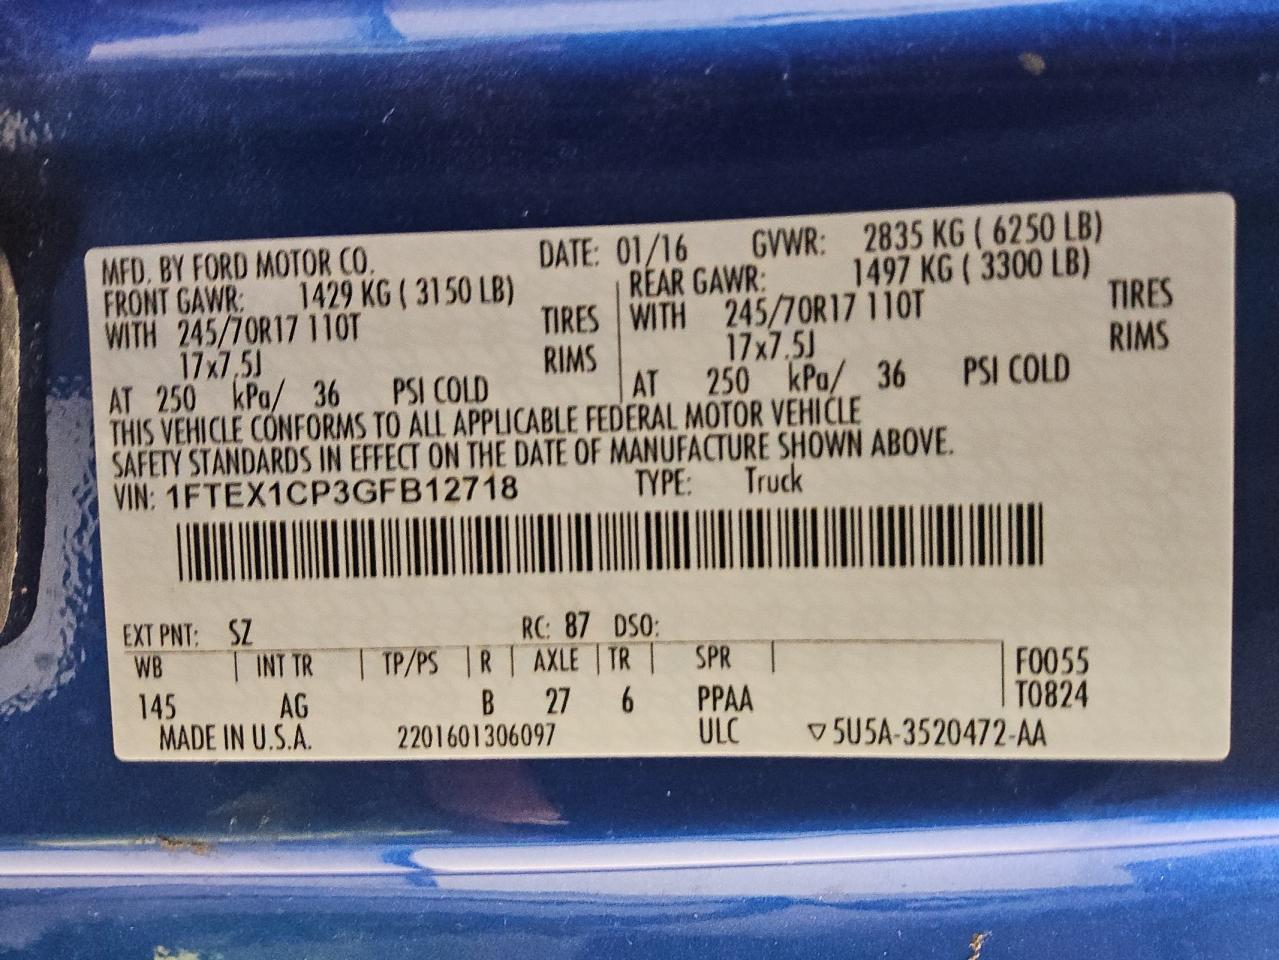 MFD. BY FORD MOTOR CO. DATE: 01/16 GVWR: 2835 KG ( 6250 LB)
FRONT GAWR: 1429 KG ( 3150 LB) REAR GAWR: 1497 KG ( 3300 LB)
WITH 245/70R17 110T TIRES WITH 245/70R17 110T TIRES
17x7.5J RIMS 17x7.5J RIMS
AT 250 kPa/ 36 PSI COLD AT 250 kPa/ 36 PSI COLD
THIS VEHICLE CONFORMS TO ALL APPLICABLE FEDERAL MOTOR VEHICLE
SAFETY STANDARDS IN EFFECT ON THE DATE OF MANUFACTURE SHOWN ABOVE.
VIN: 1FTEX1CP3GFB12718 TYPE: Truck
EXT PNT: SZ RC: 87 DSO:
WB INT TR TP/PS R AXLE TR SPR F0055
145 AG B 27 6 PPAA T0824
MADE IN U.S.A. 2201601306097 ULC ▽5U5A-3520472-AA